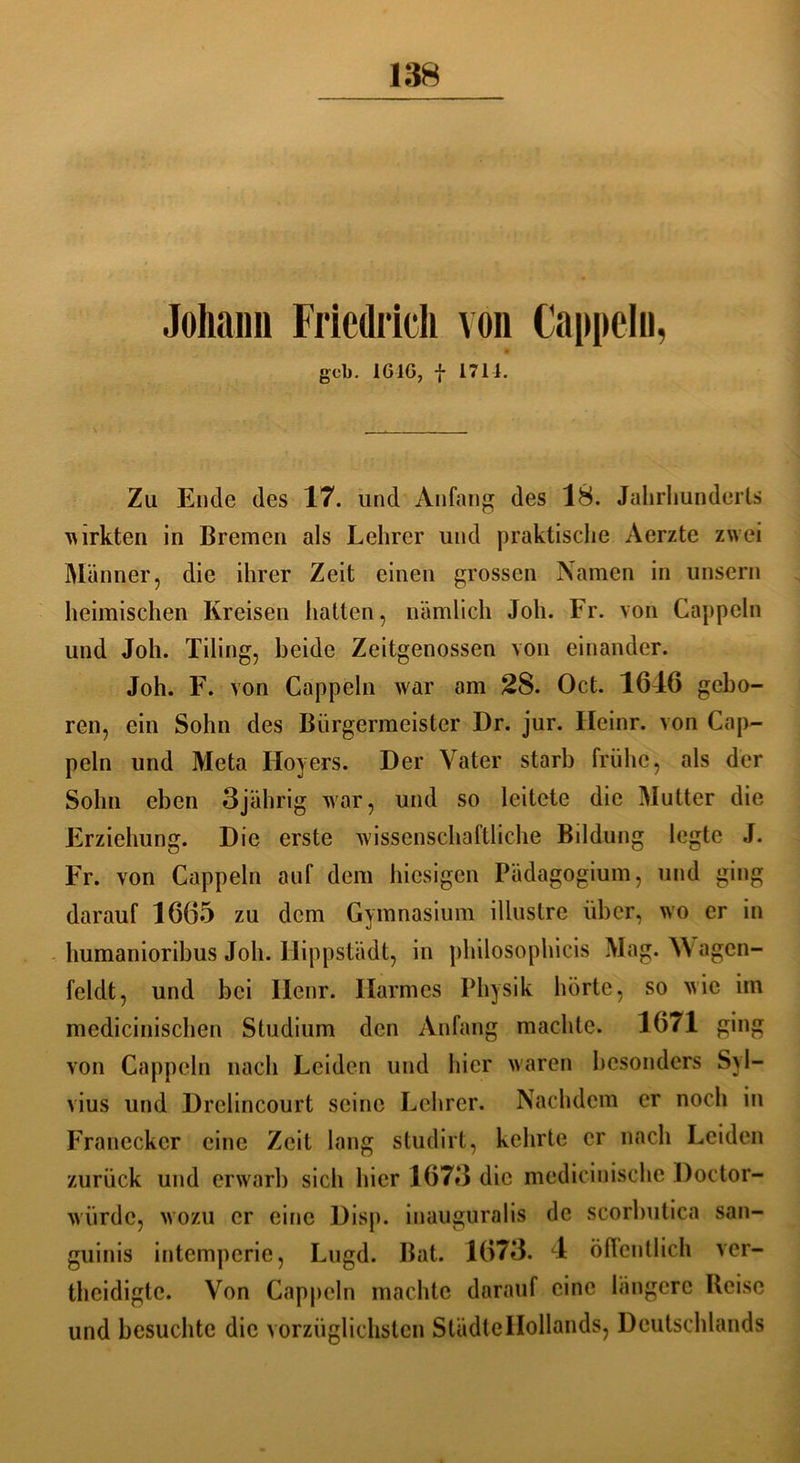 138
Johann Friedrich von Cappeln,
geb. 1646, † 1714.
Zu Ende des 17. und Anfang des 18. Jahrhunderts
wirkten in Bremen als Lehrer und praktische Aerzte zwei
Männer, die ihrer Zeit einen grossen Namen in unsern
heimischen Kreisen hatten, nämlich Joh. Fr. von Cappeln
und Joh. Tiling, beide Zeitgenossen von einander.
Joh. F. von Cappeln war am 28. Oct. 1646 gebo-
ren, ein Sohn des Bürgermeister Dr. jur. Heinr. von Cap-
peln und Meta Hoyers. Der Vater starb frühe, als der
Sohn eben 3jährig war, und so leitete die Mutter die
Erziehung. Die erste wissenschaftliche Bildung legte J.
Fr. von Cappeln auf dem hiesigen Pädagogium, und ging
darauf 1665 zu dem Gymnasium illustre über, wo er in
humanioribus Joh. Hippstädt, in philosophicis Mag. Wagen-
feldt, und bei Henr. Harmes Physik hörte, so wie im
medicinischen Studium den Anfang machte. 1671 ging
von Cappeln nach Leiden und hier waren besonders Syl-
vius und Drelincourt seine Lehrer. Nachdem er noch in
Franecker eine Zeit lang studirt, kehrte er nach Leiden
zurück und erwarb sich hier 1673 die medicinische Doctor-
würde, wozu er eine Disp. inauguralis de scorbutica san-
guinis intemperie, Lugd. Bat. 1673. 4 öffentlich ver-
theidigte. Von Cappeln machte darauf eine längere Reise
und besuchte die vorzüglichsten StädteHollands, Deutschlands